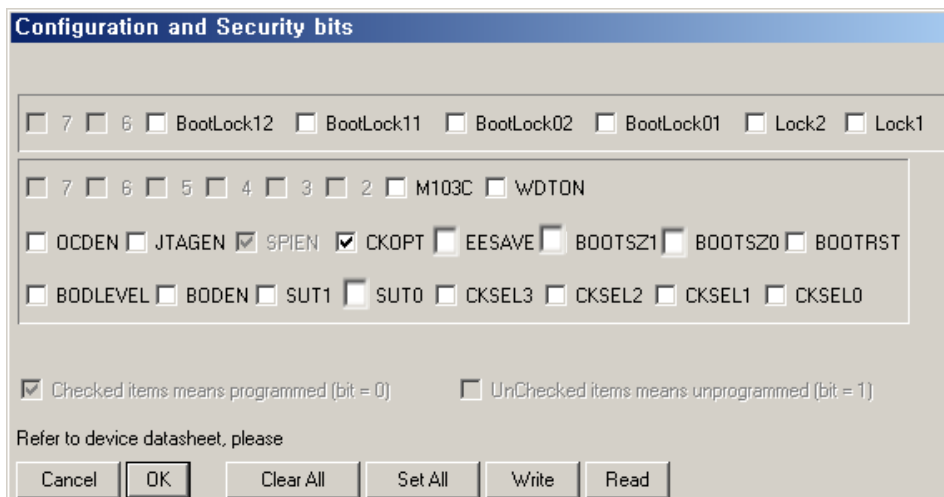 Configuration and Security bits
7 6 BootLock12 BootLock11 BootLock02 BootLock01 Lock2 Lock1
7 6 5 4 3 2 M103C WDTON
OCDEN JTAGEN SPIEN CKOPT EESAVE BOOTSZ1 BOOTSZ0 BOOTRST
BODLEVEL BODEN SUT1 SUT0 CKSEL3 CKSEL2 CKSEL1 CKSEL0
Checked items means programmed (bit = 0) UnChecked items means unprogrammed (bit = 1)
Refer to device datasheet, please
Cancel OK Clear All Set All Write Read